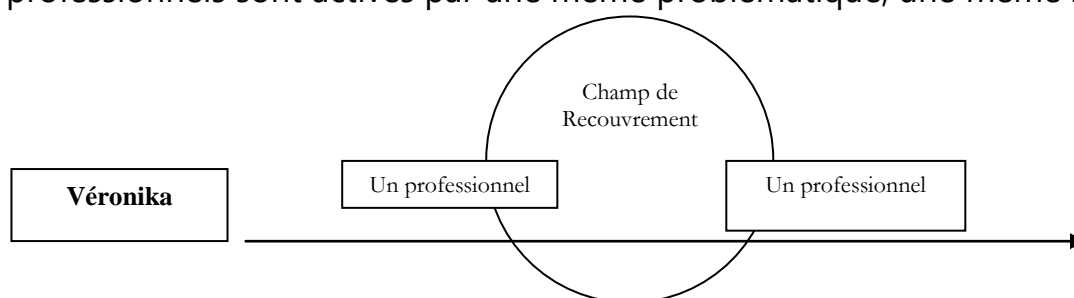 professionnels sont activés par une même problématique, une même
Champ de
Recouvrement
Un professionnel
Un professionnel
Véronika